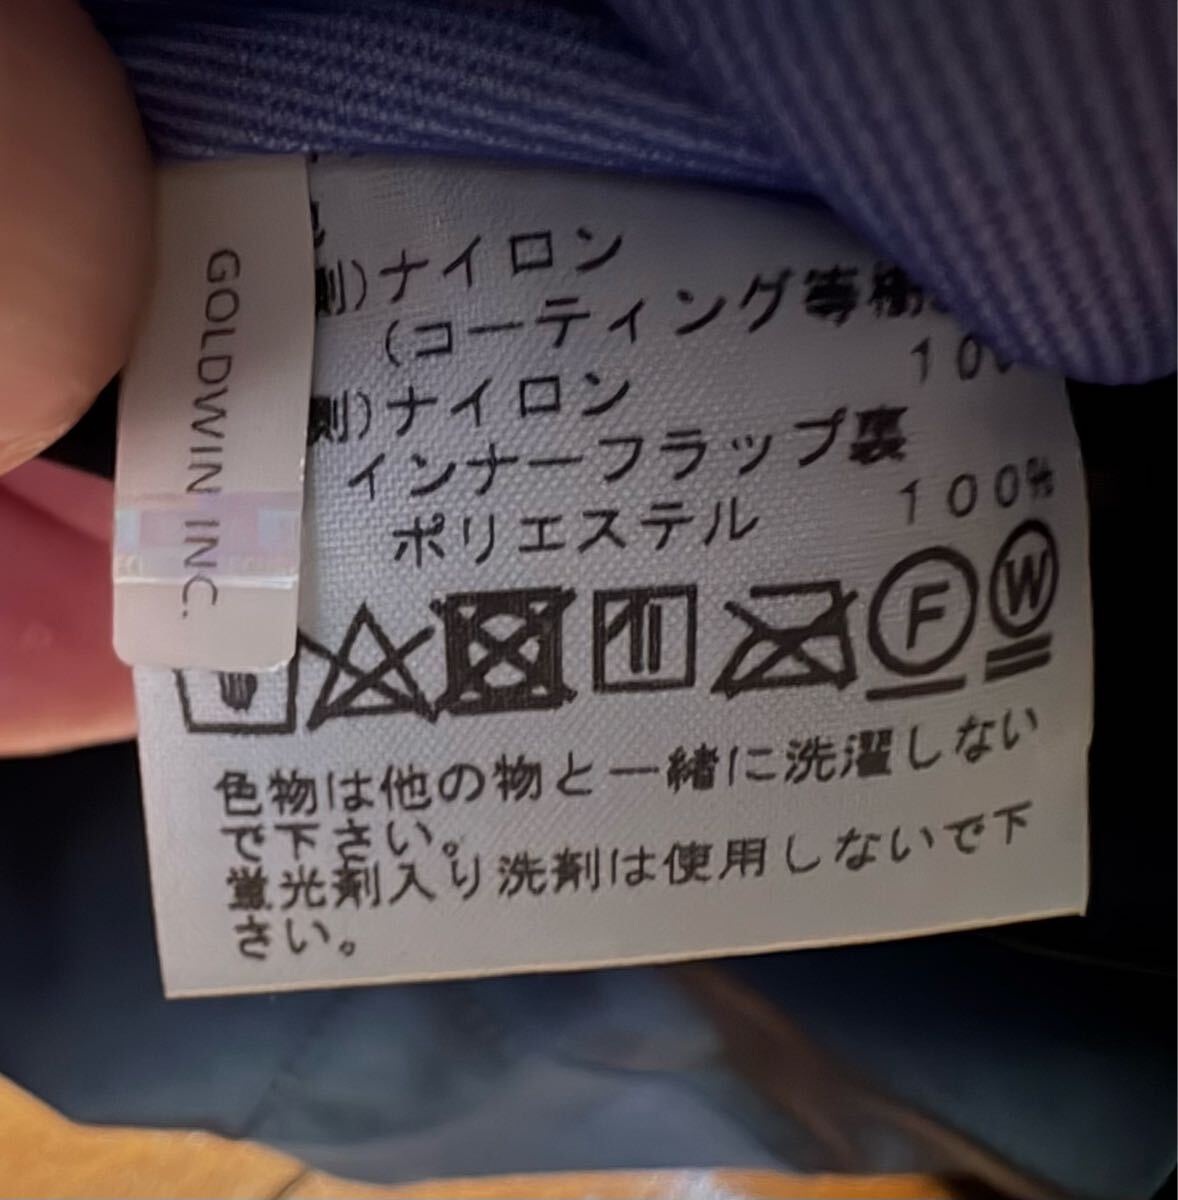 GOLDWIN INC.
側)ナイロン
(コーティング等樹
側)ナイロン
インナーフラップ裏
ポリエステル 100%
F W
色物は他の物と一緒に洗濯しない
で下さい。
蛍光剤入り洗剤は使用しないで下
さい。